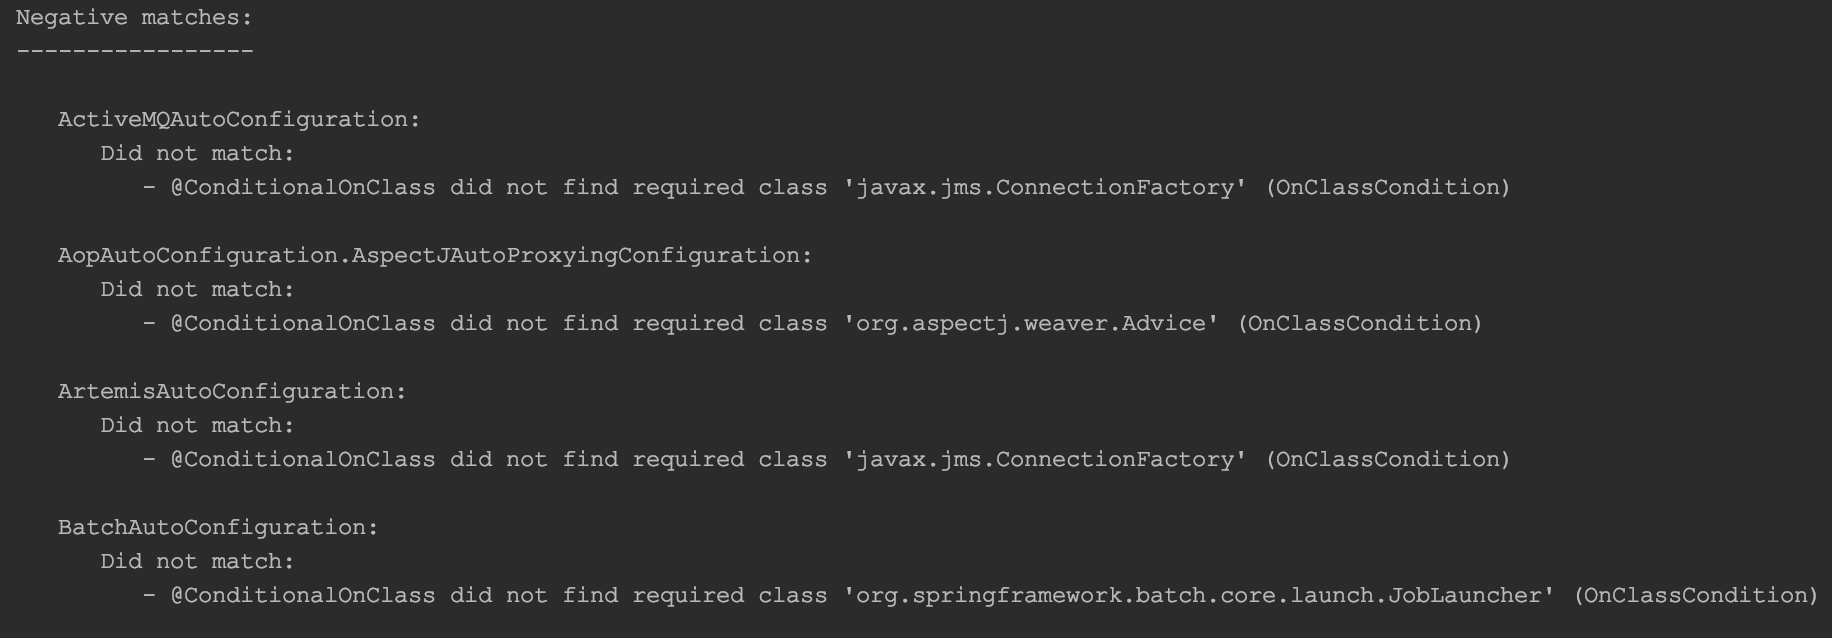 Negative matches:
-----------------
ActiveMQAutoConfiguration:
Did not match:
- @ConditionalOnClass did not find required class 'javax.jms.ConnectionFactory' (OnClassCondition)
AopAutoConfiguration.AspectJAutoProxyingConfiguration:
Did not match:
- @ConditionalOnClass did not find required class 'org.aspectj.weaver.Advice' (OnClassCondition)
ArtemisAutoConfiguration:
Did not match:
- @ConditionalOnClass did not find required class 'javax.jms.ConnectionFactory' (OnClassCondition)
BatchAutoConfiguration:
Did not match:
- @ConditionalOnClass did not find required class 'org.springframework.batch.core.launch.JobLauncher' (OnClassCondition)